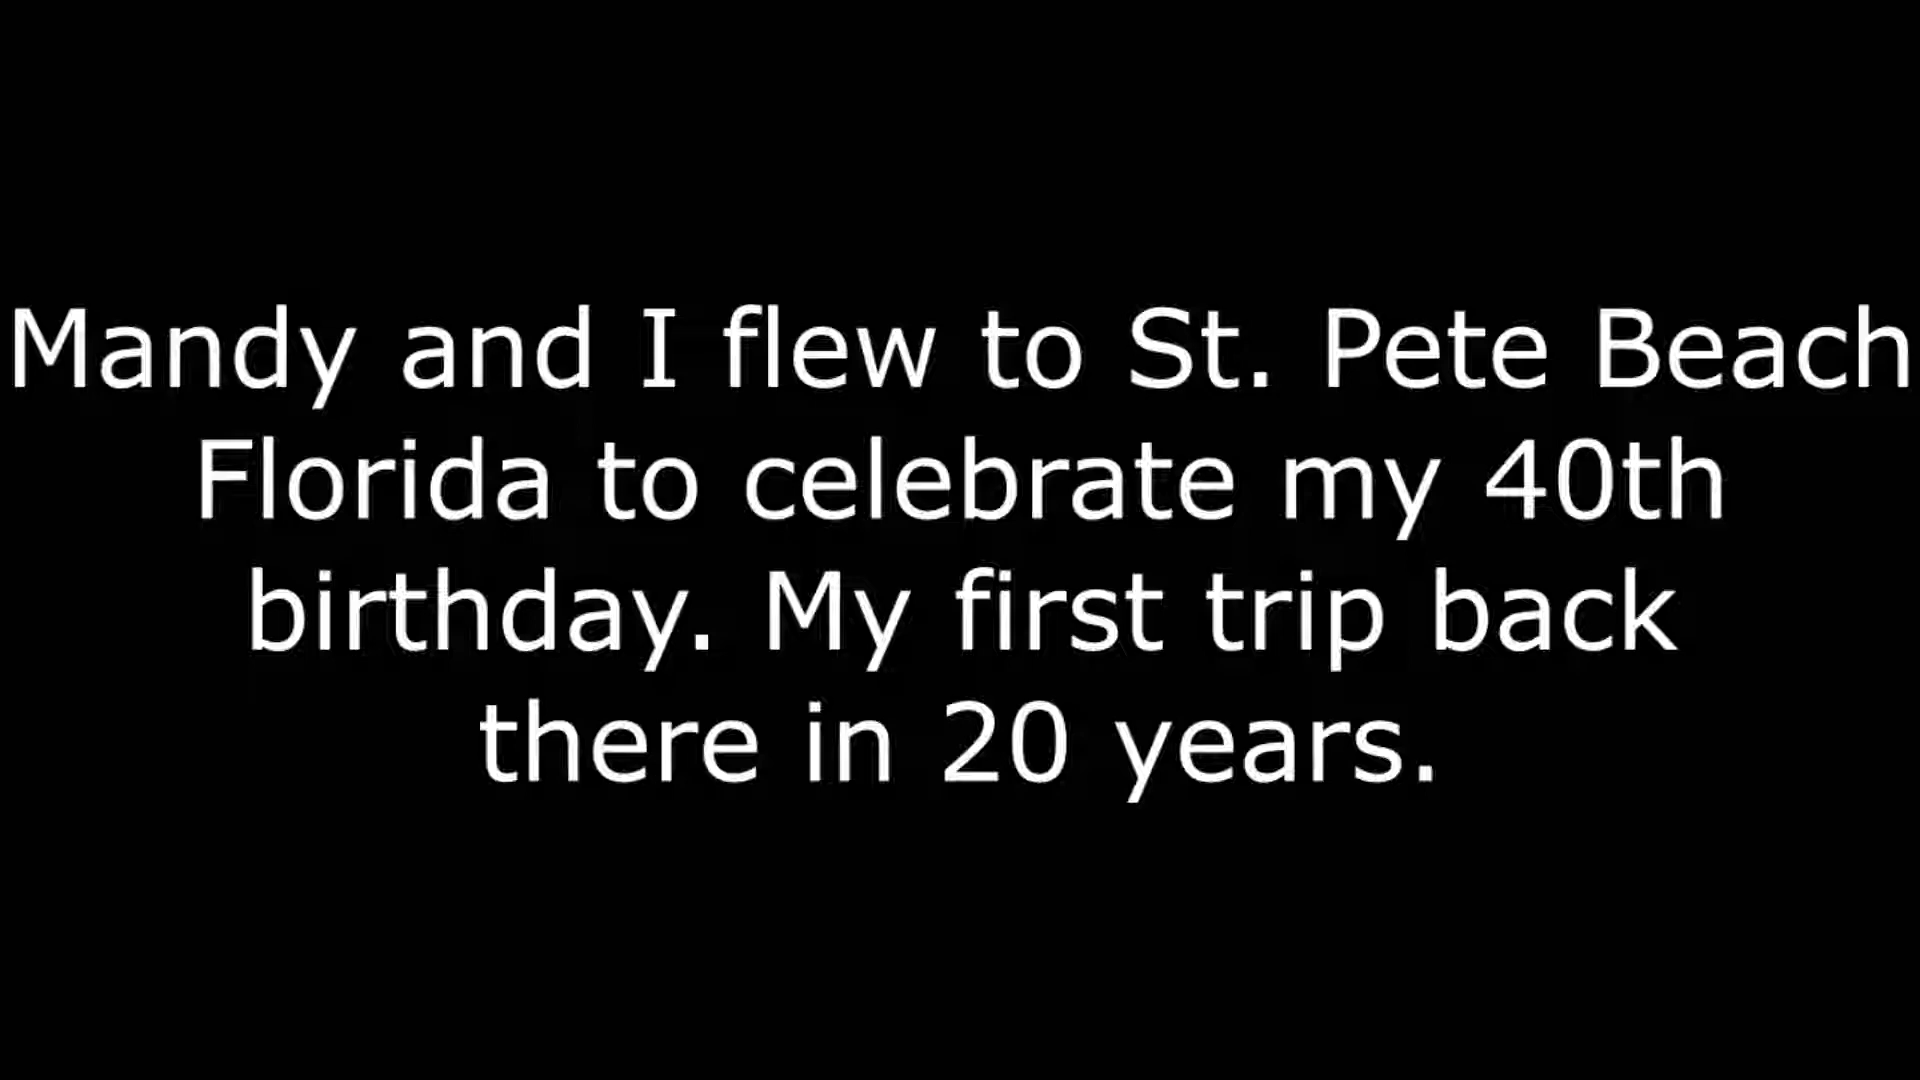 Mandy and I flew to St. Pete Beach
Florida to celebrate my 40th
birthday. My first trip back
there in 20 years.